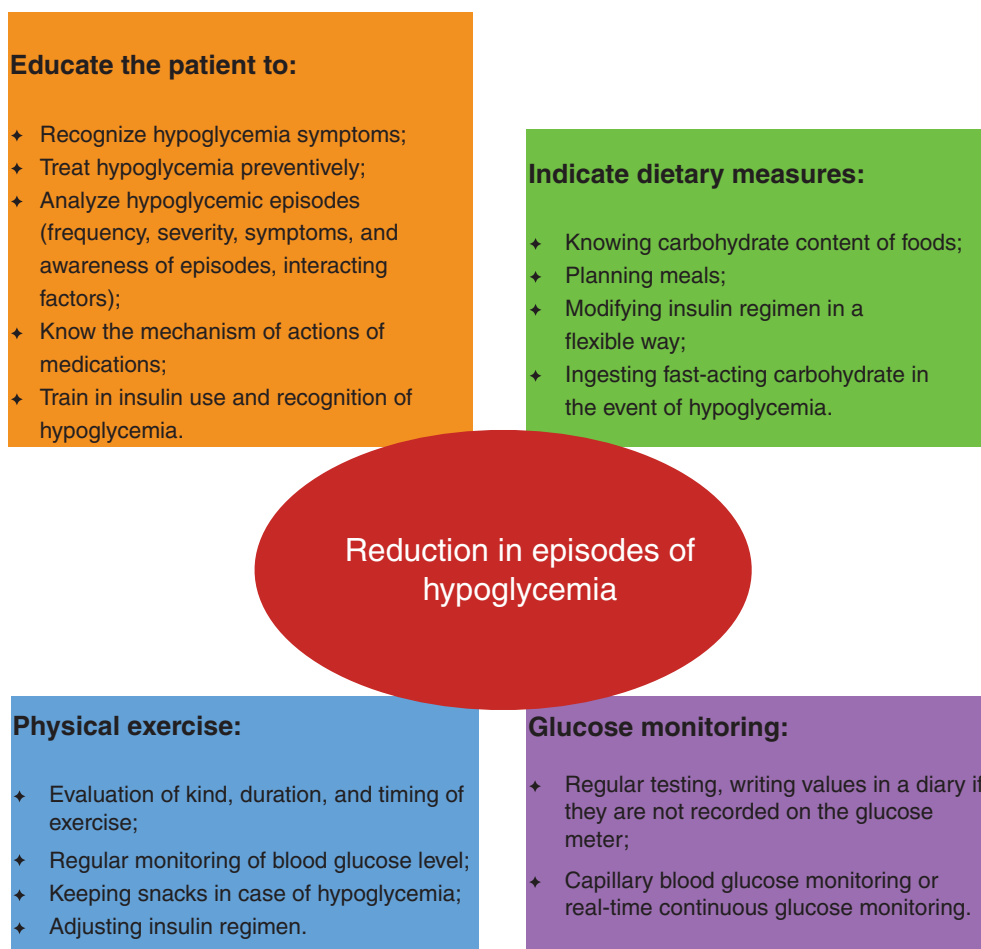 Educate the patient to:
✦ Recognize hypoglycemia symptoms;
✦ Treat hypoglycemia preventively;
✦ Analyze hypoglycemic episodes
(frequency, severity, symptoms, and
awareness of episodes, interacting
factors);
✦ Know the mechanism of actions of
medications;
✦ Train in insulin use and recognition of
hypoglycemia.
Indicate dietary measures:
✦ Knowing carbohydrate content of foods;
✦ Planning meals;
✦ Modifying insulin regimen in a
flexible way;
✦ Ingesting fast-acting carbohydrate in
the event of hypoglycemia.
Reduction in episodes of
hypoglycemia
Physical exercise:
✦ Evaluation of kind, duration, and timing of
exercise;
✦ Regular monitoring of blood glucose level;
✦ Keeping snacks in case of hypoglycemia;
✦ Adjusting insulin regimen.
Glucose monitoring:
✦ Regular testing, writing values in a diary if
they are not recorded on the glucose
meter;
✦ Capillary blood glucose monitoring or
real-time continuous glucose monitoring.